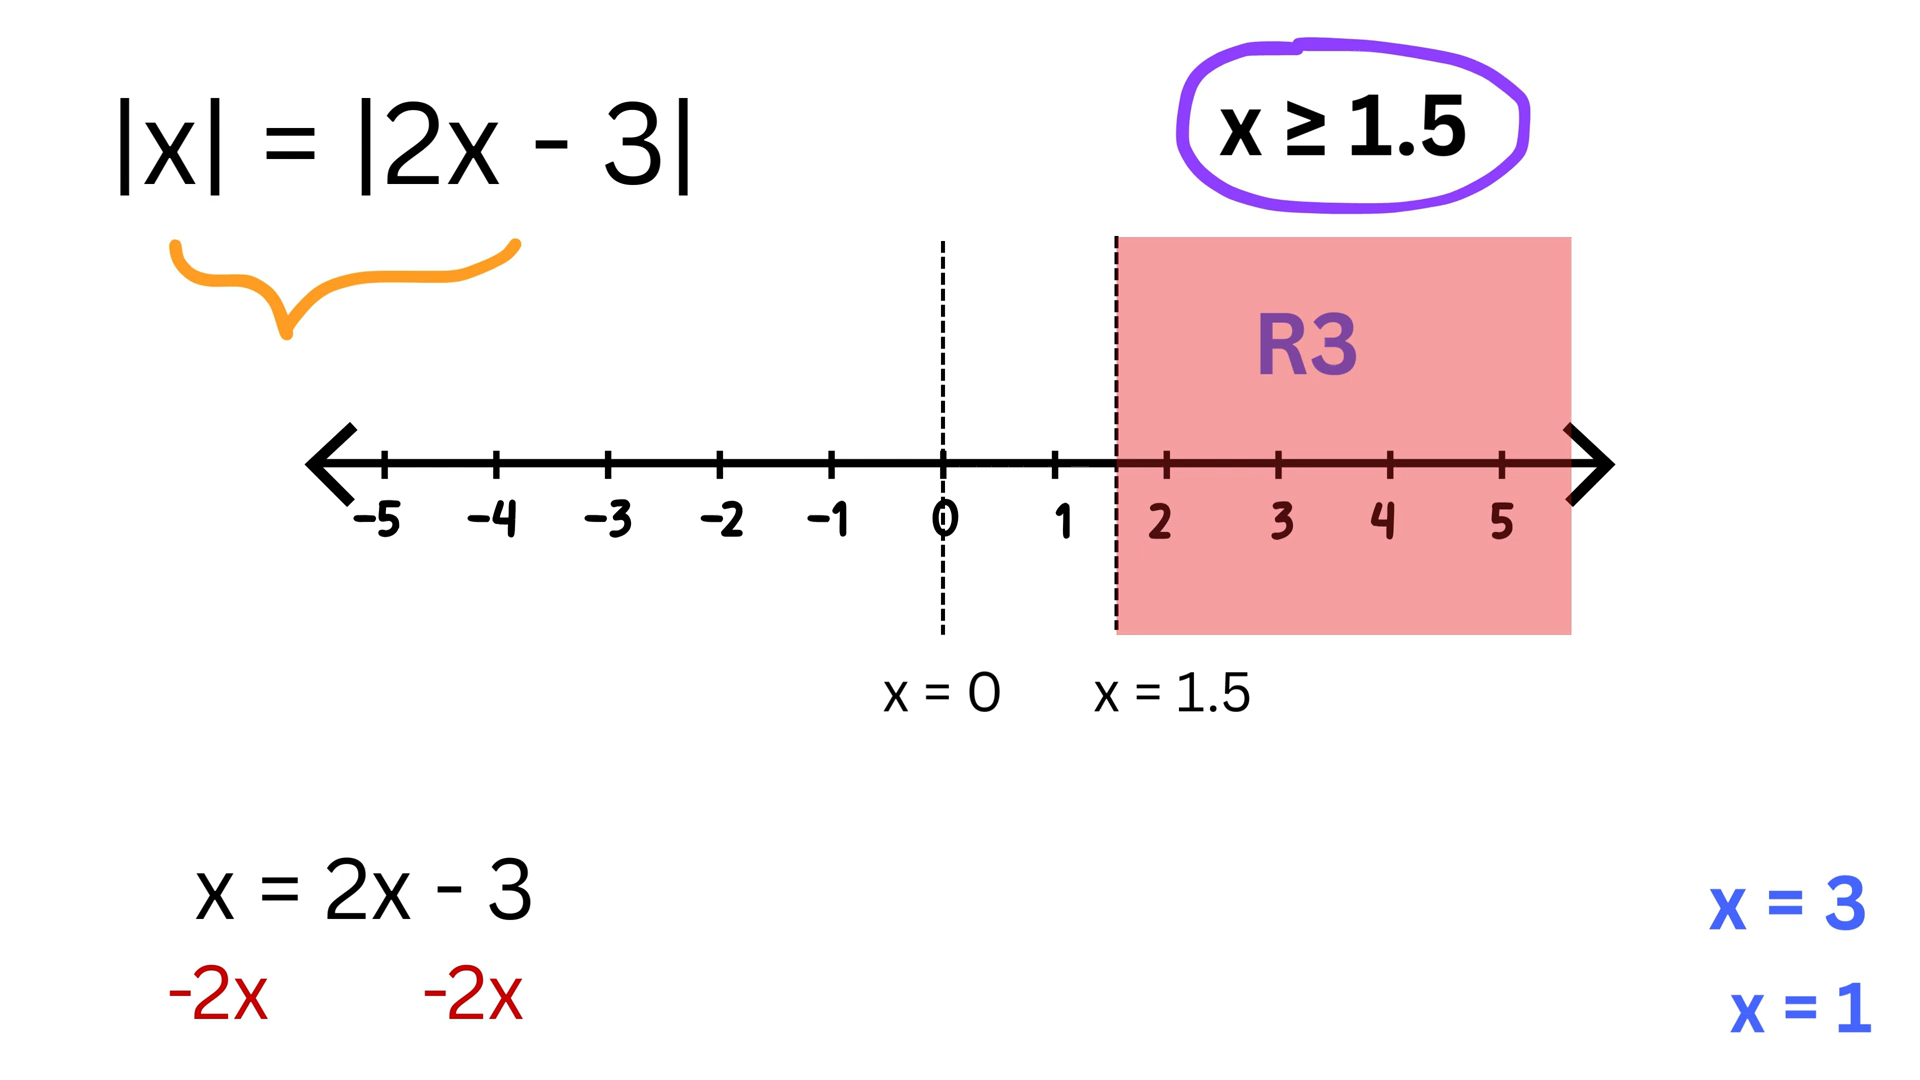 |x| = |2x - 3|
x ≥ 1.5
R3
-5 -4 -3 -2 -1 0 1 2 3 4 5
x = 0 x = 1.5
x = 2x - 3
-2x -2x
x = 3
x = 1